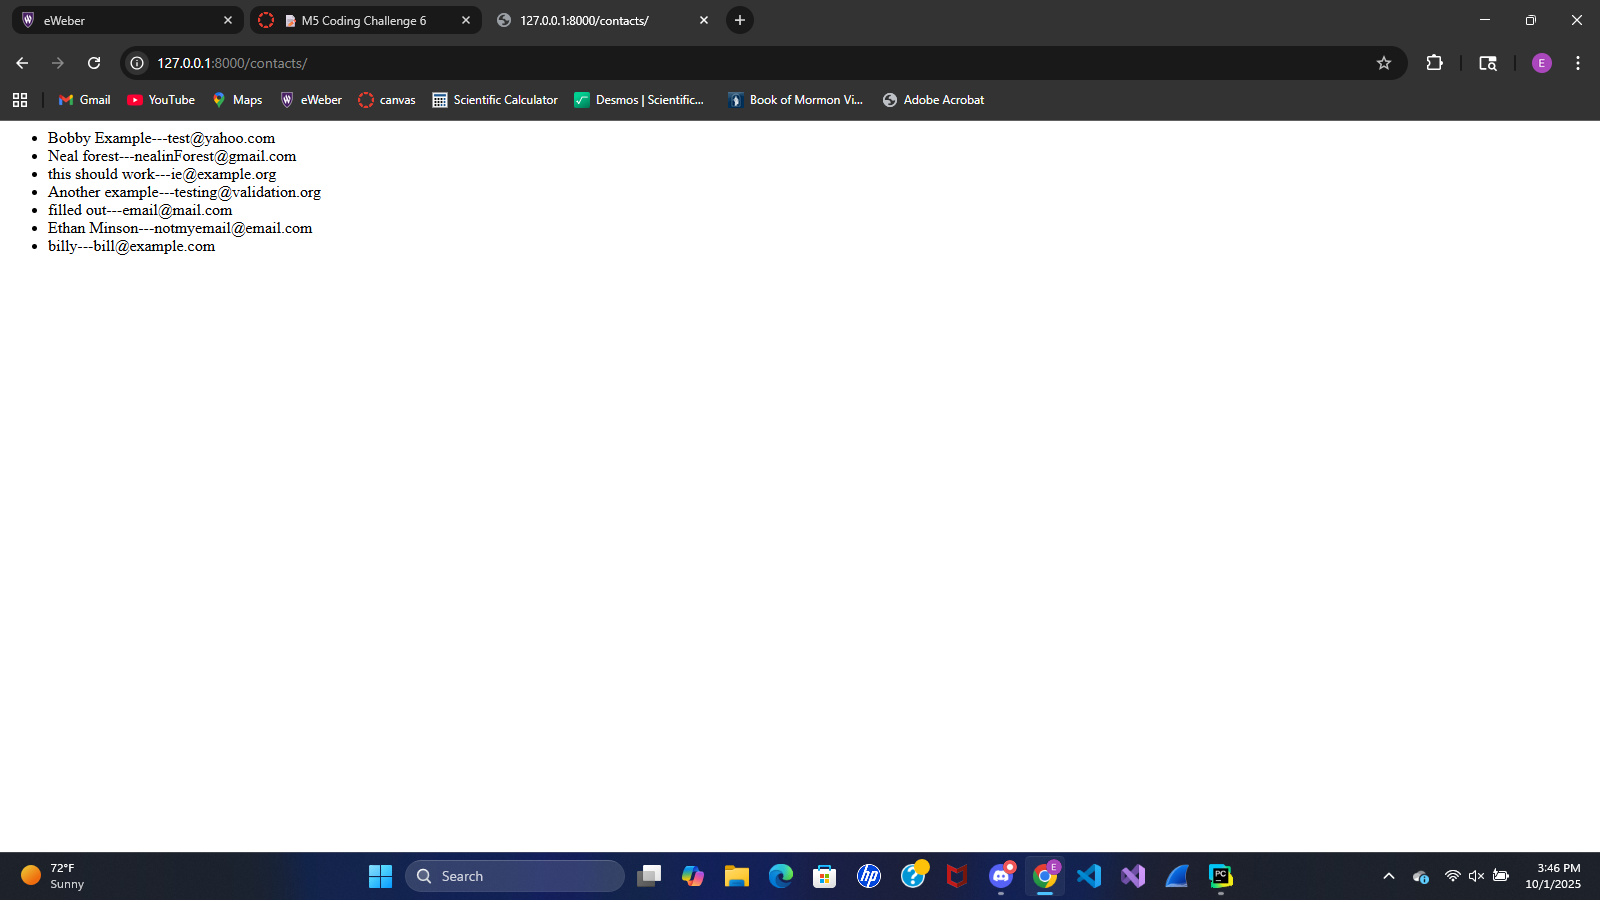 eWeber
M5 Coding Challenge 6
127.0.0.1:8000/contacts/
127.0.0.1:8000/contacts/
E
Gmail
YouTube
Maps
eWeber
canvas
Scientific Calculator
Desmos | Scientific...
Book of Mormon Vi...
Adobe Acrobat
• Bobby Example---test@yahoo.com
• Neal forest---nealinForest@gmail.com
• this should work---ie@example.org
• Another example---testing@validation.org
• filled out---email@mail.com
• Ethan Minson---notmyemail@email.com
• billy---bill@example.com
72°F
Sunny
Search
hp
E
PC
3:46 PM
10/1/2025